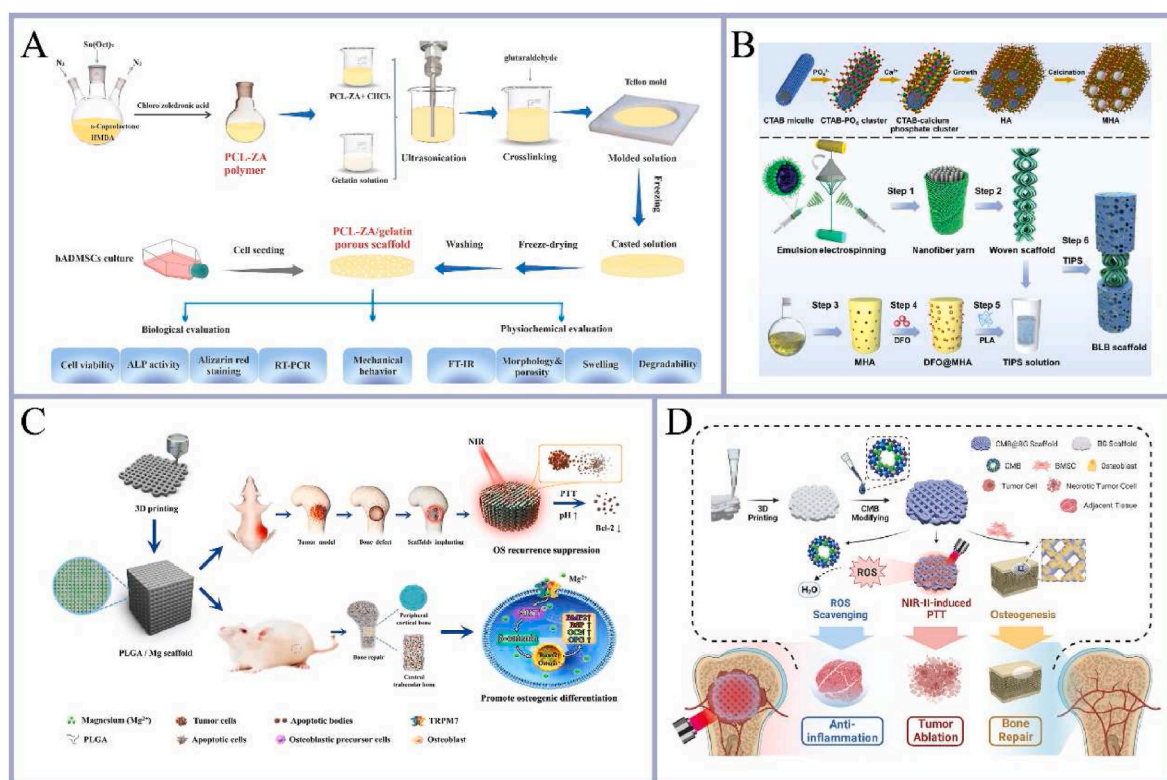 A
Sn(Oct)₂
N₂
N₂
ε-Caprolactone
HMDA
Chloro zoledronic acid
PCL-ZA
polymer
PCL-ZA+ CHCl₃
Gelatin solution
Ultrasonication
glutaraldehyde
Crosslinking
Teflon mold
Molded solution
Freezing
hADMSCs culture
Cell seeding
PCL-ZA/gelatin
porous scaffold
Washing
Freeze-drying
Casted solution
Biological evaluation
Physiochemical evaluation
Cell viability
ALP activity
Alizarin red
staining
RT-PCR
Mechanical
behavior
FT-IR
Morphology&
porosity
Swelling
Degradability
B
PO₄³⁻
Ca²⁺
Growth
Calcination
CTAB micelle
CTAB-PO₄ cluster
CTAB-calcium
phosphate cluster
HA
MHA
Emulsion electrospinning
Step 1
Nanofiber yarn
Step 2
Woven scaffold
Step 6
TIPS
Step 3
MHA
Step 4
DFO
DFO@MHA
Step 5
PLA
TIPS solution
BLB scaffold
C
3D printing
PLGA / Mg scaffold
Tumor model
Bone defect
Scaffolds implanting
NIR
PTT
pH ↑
Bcl-2 ↓
OS recurrence suppression
Bone repair
Peripheral
cortical bone
Central
trabecular bone
Mg²⁺
BMP2↑
OCN ↑
OPG ↑
Promote osteogenic differentiation
Magnesium (Mg²⁺)
Tumor cells
Apoptotic bodies
TRPM7
PLGA
Apoptotic cells
Osteoblastic precursor cells
Osteoblast
D
CMB@BG Scaffold
BG Scaffold
CMB
BMSC
Osteoblast
Tumor Cell
Necrotic Tumor Ccell
Adjacent Tissue
3D
Printing
CMB
Modifying
H₂O
ROS
ROS
Scavenging
NIR-II-induced
PTT
Osteogenesis
Anti-
inflammation
Tumor
Ablation
Bone
Repair